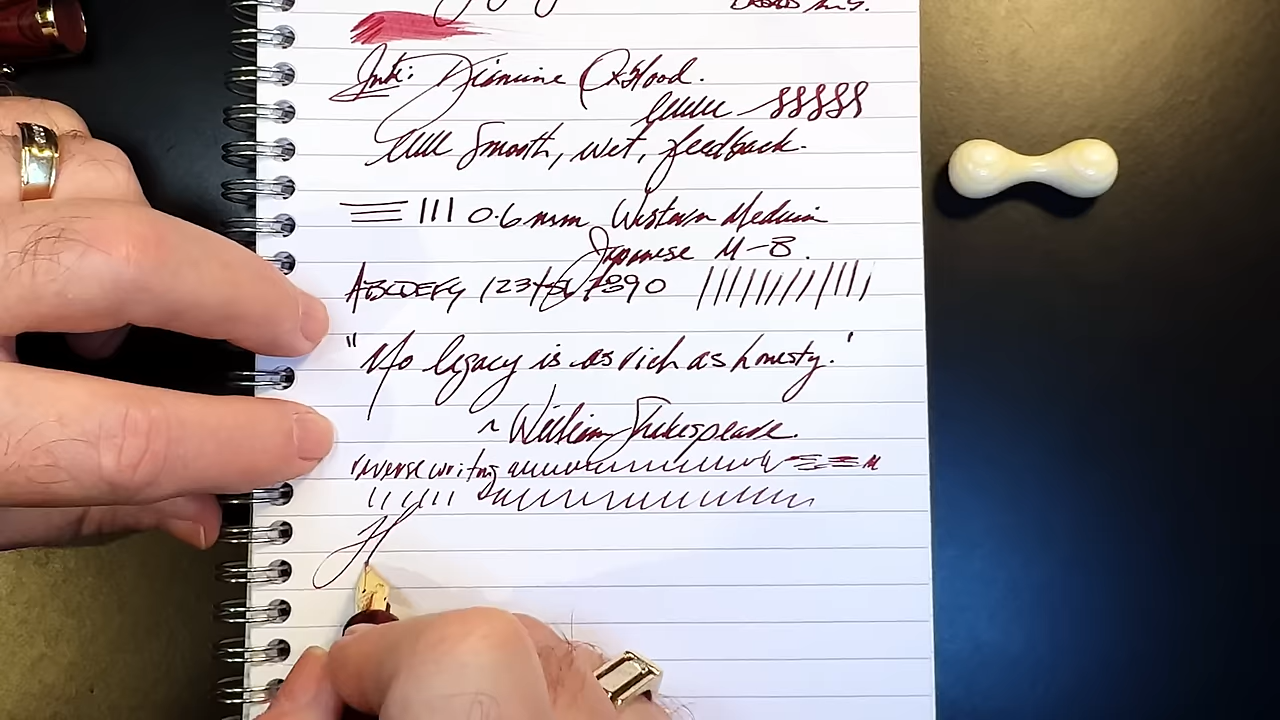 Ink: Diamine Oxblood.
Smooth, wet, feedback.
0.6mm Western Medium
Japanese M-B.
ABCDEFG 1234567890
"No legacy is as rich as honesty."
~ William Shakespeare.
reverse writing